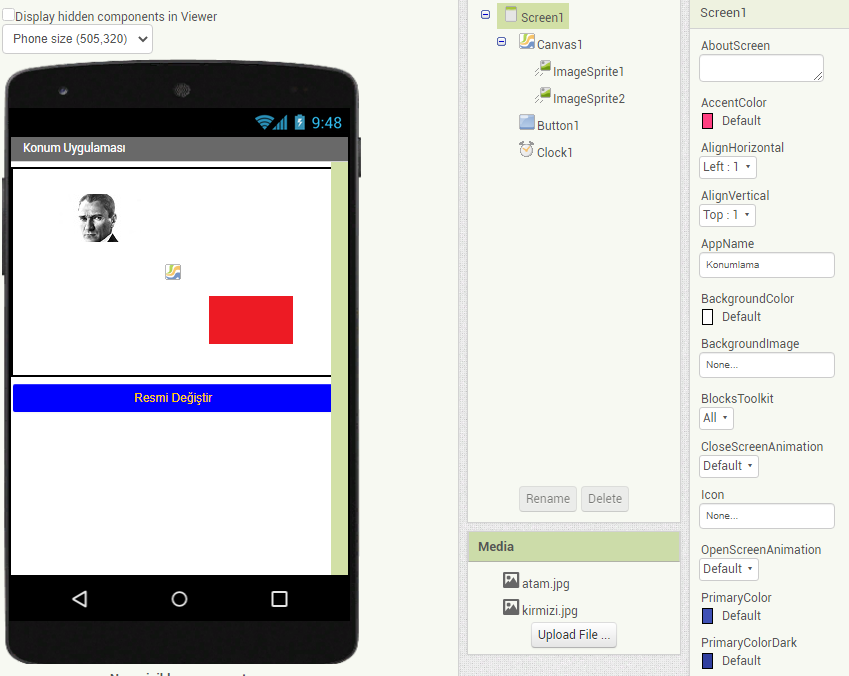 Display hidden components in Viewer
Phone size (505,320)
9:48
Konum Uygulaması
Resmi Değiştir
Screen1
Canvas1
ImageSprite1
ImageSprite2
Button1
Clock1
Rename
Delete
Media
atam.jpg
kirmizi.jpg
Upload File ...
Screen1
AboutScreen
AccentColor
Default
AlignHorizontal
Left : 1
AlignVertical
Top : 1
AppName
Konumlama
BackgroundColor
Default
BackgroundImage
None...
BlocksToolkit
All
CloseScreenAnimation
Default
Icon
None...
OpenScreenAnimation
Default
PrimaryColor
Default
PrimaryColorDark
Default